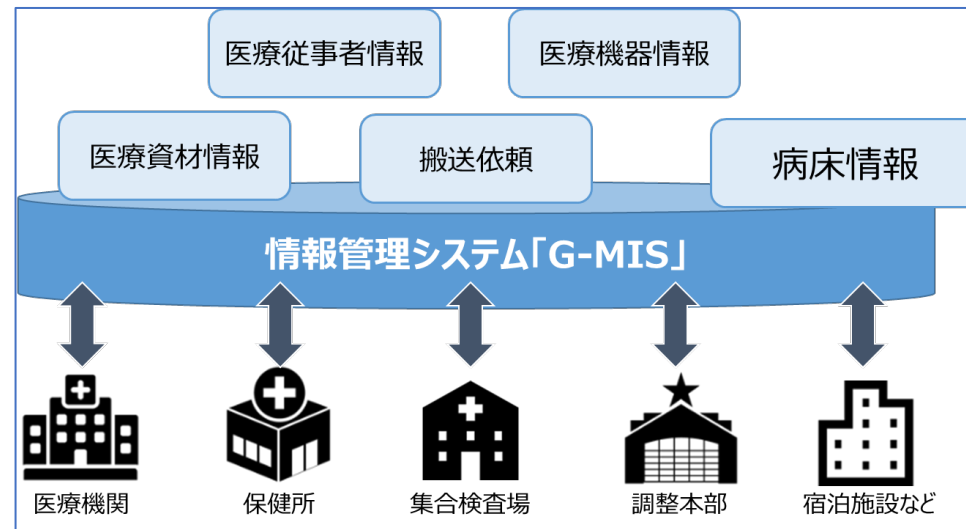 医療従事者情報
医療機器情報
医療資材情報
搬送依頼
病床情報
情報管理システム「G-MIS」
医療機関
保健所
集合検査場
調整本部
宿泊施設など